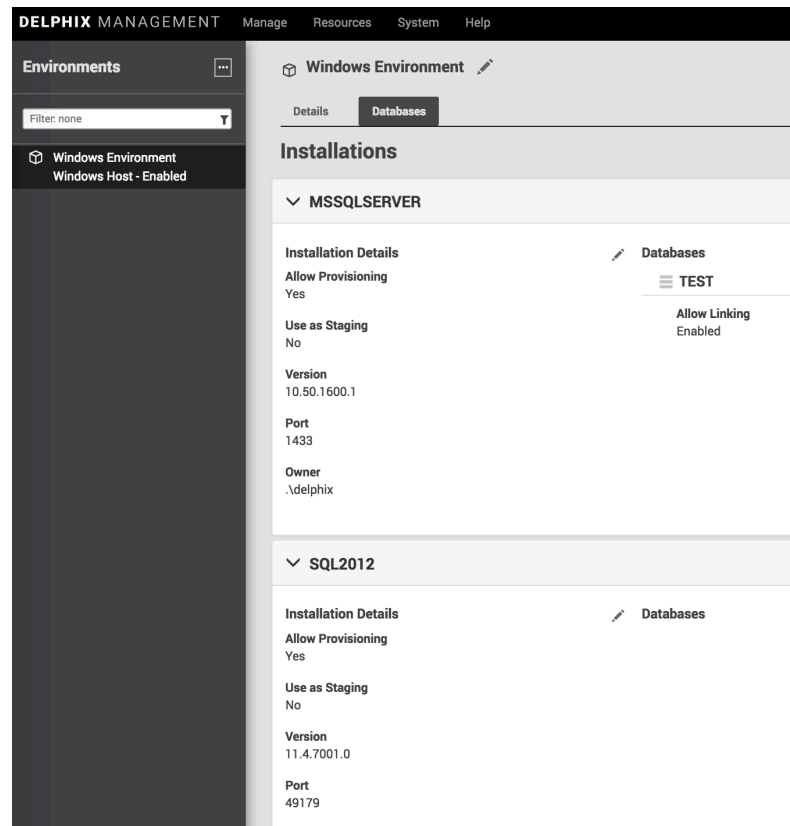 DELPHIX MANAGEMENT Manage Resources System Help
Environments
Filter: none
Windows Environment
Windows Host - Enabled
Windows Environment
Details Databases
Installations
MSSQLSERVER
Installation Details
Allow Provisioning
Yes
Use as Staging
No
Version
10.50.1600.1
Port
1433
Owner
.\delphix
Databases
TEST
Allow Linking
Enabled
SQL2012
Installation Details
Allow Provisioning
Yes
Use as Staging
No
Version
11.4.7001.0
Port
49179
Databases